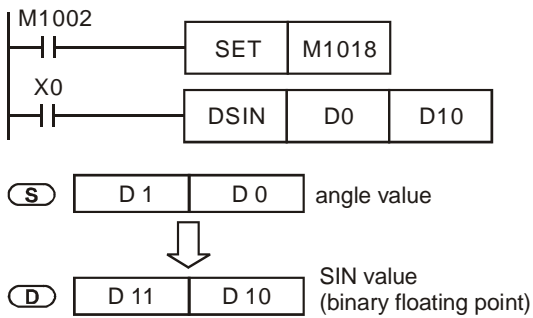 M1002
SET M1018
X0
DSIN D0 D10
S D 1 D 0 angle value
D D 11 D 10 SIN value
(binary floating point)